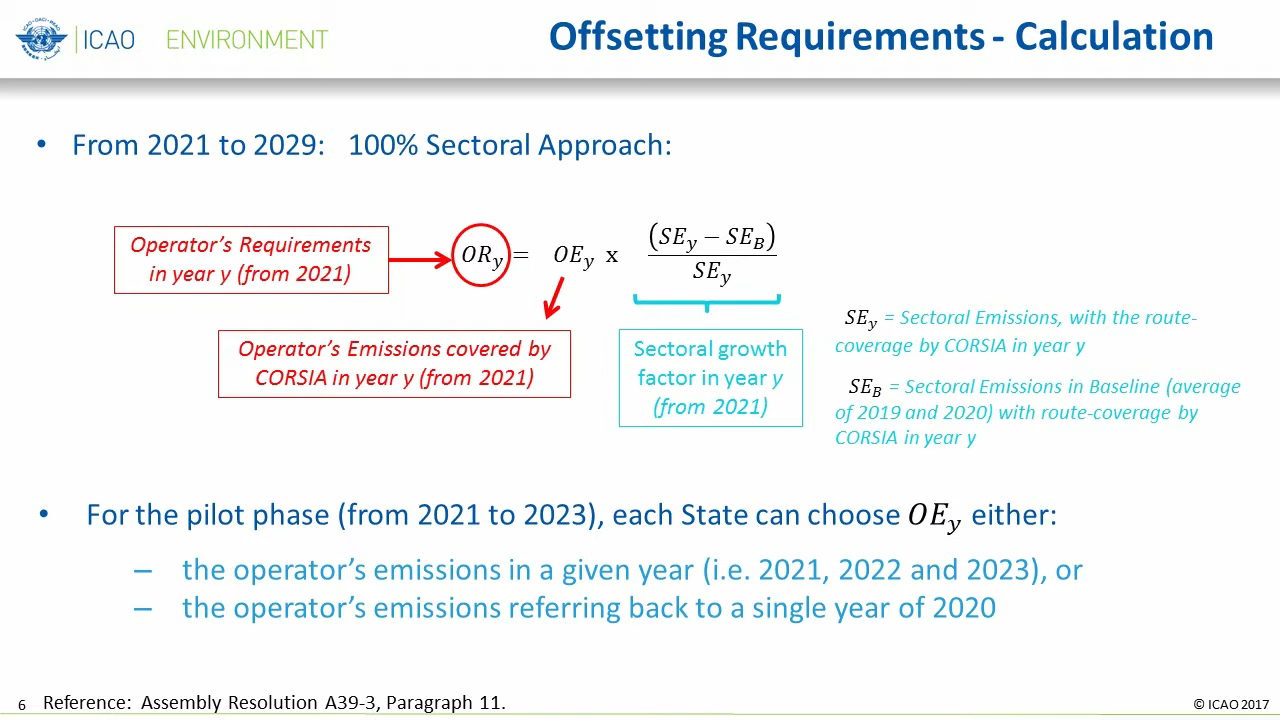 ICAO ENVIRONMENT
Offsetting Requirements - Calculation
• From 2021 to 2029: 100% Sectoral Approach:
Operator's Requirements
in year y (from 2021)
OR_y = OE_y x (SE_y − SE_B) / SE_y
Operator's Emissions covered by
CORSIA in year y (from 2021)
Sectoral growth
factor in year y
(from 2021)
SE_y = Sectoral Emissions, with the route-
coverage by CORSIA in year y
SE_B = Sectoral Emissions in Baseline (average
of 2019 and 2020) with route-coverage by
CORSIA in year y
• For the pilot phase (from 2021 to 2023), each State can choose OE_y either:
– the operator's emissions in a given year (i.e. 2021, 2022 and 2023), or
– the operator's emissions referring back to a single year of 2020
6 Reference: Assembly Resolution A39-3, Paragraph 11.
© ICAO 2017